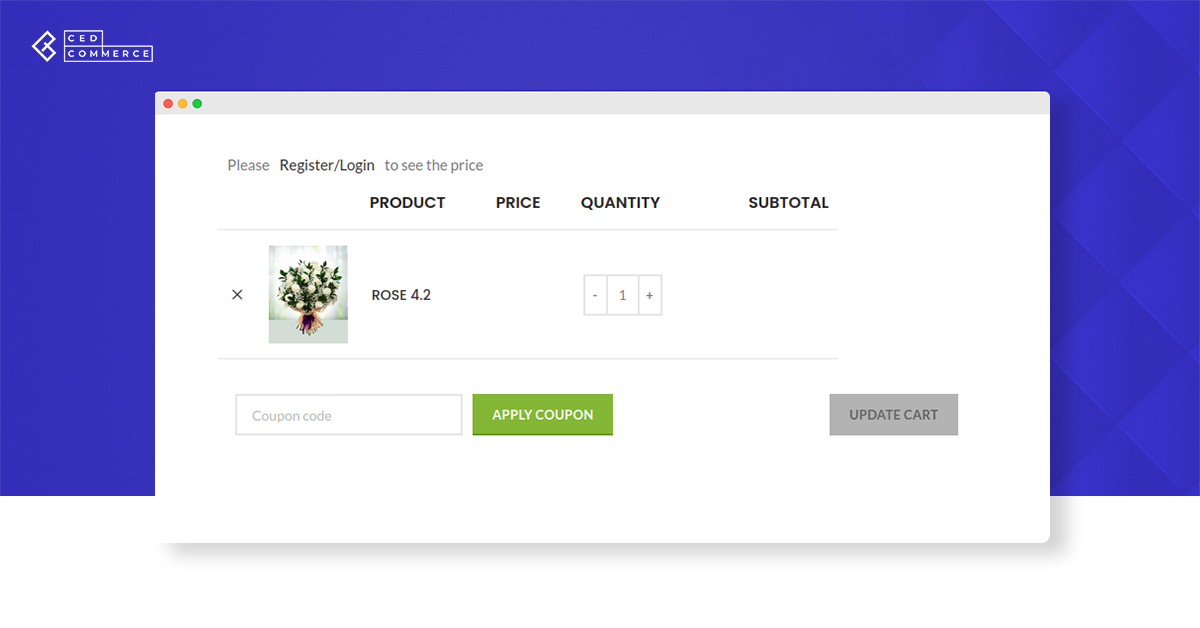 CED
COMMERCE
Please Register/Login to see the price
PRODUCT PRICE QUANTITY SUBTOTAL
ROSE 4.2 - 1 +
Coupon code APPLY COUPON UPDATE CART